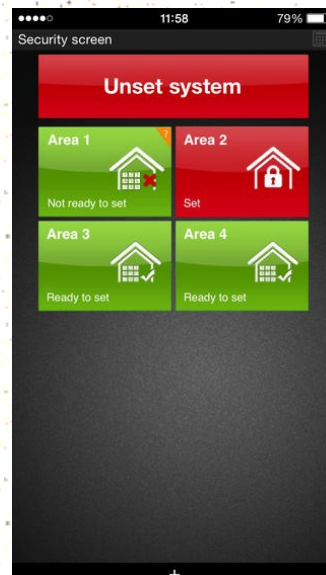 11:58
79%
Security screen
Unset system
Area 1
?
Not ready to set
Area 2
Set
Area 3
Ready to set
Area 4
Ready to set
+